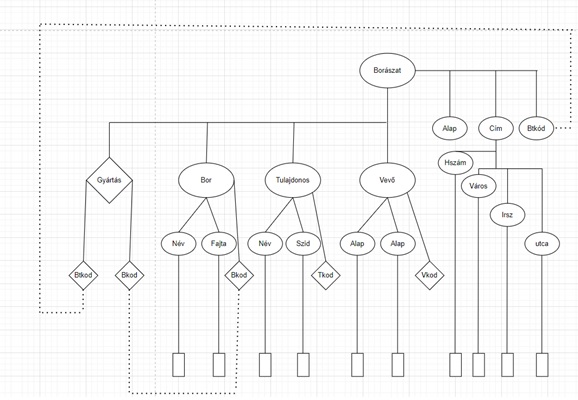 Borászat
Alap
Cím
Btkód
Hszám
Város
Irsz
utca
Gyártás
Bor
Tulajdonos
Vevő
Név
Fajta
Név
Szid
Alap
Alap
Btkod
Bkod
Bkod
Tkod
Vkod